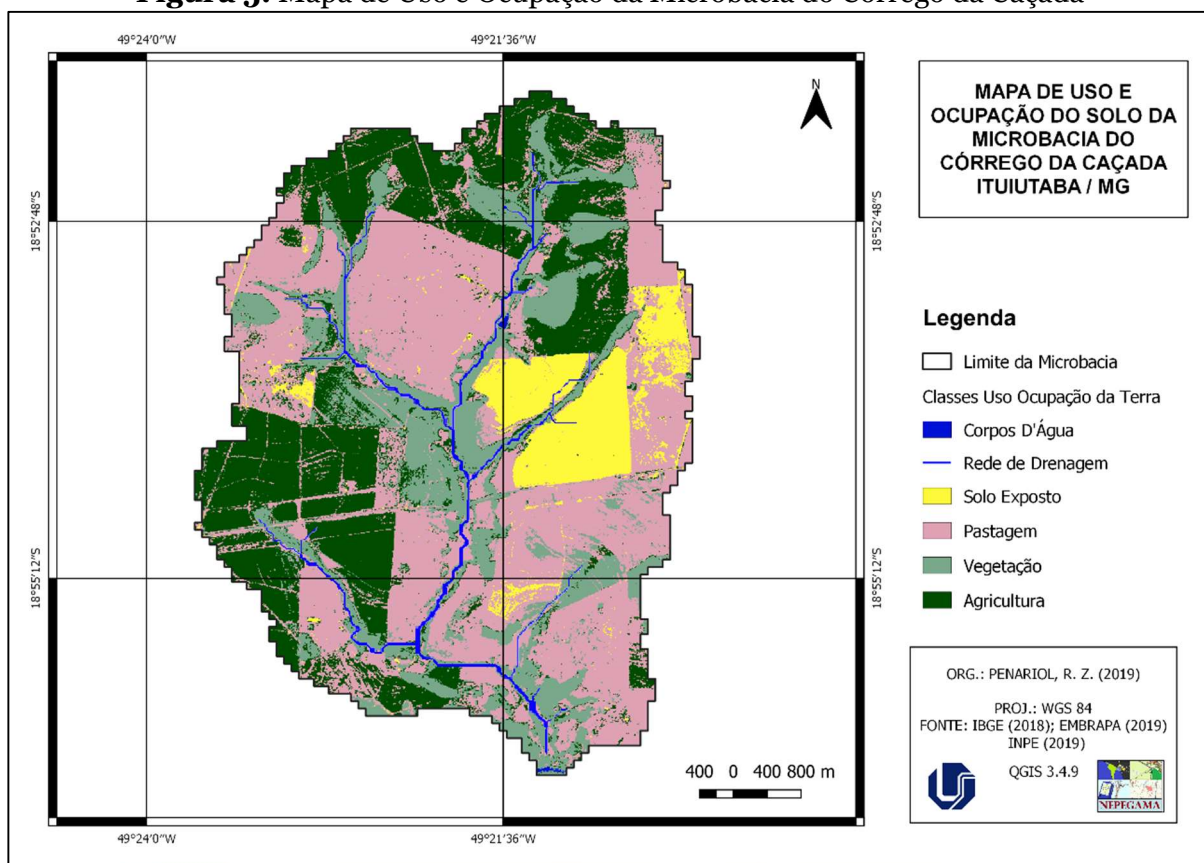 Figura 3. Mapa de Uso e Ocupação da Microbacia do Córrego da Caçada
49°24'0"W
49°21'36"W
N
18°52'48"S
18°52'48"S
18°55'12"S
18°55'12"S
400 0 400 800 m
49°24'0"W
49°21'36"W
MAPA DE USO E
OCUPAÇÃO DO SOLO DA
MICROBACIA DO
CÓRREGO DA CAÇADA
ITUIUTABA / MG
Legenda
Limite da Microbacia
Classes Uso Ocupação da Terra
Corpos D'Água
Rede de Drenagem
Solo Exposto
Pastagem
Vegetação
Agricultura
ORG.: PENARIOL, R. Z. (2019)
PROJ.: WGS 84
FONTE: IBGE (2018); EMBRAPA (2019)
INPE (2019)
QGIS 3.4.9
NEPEGAMA